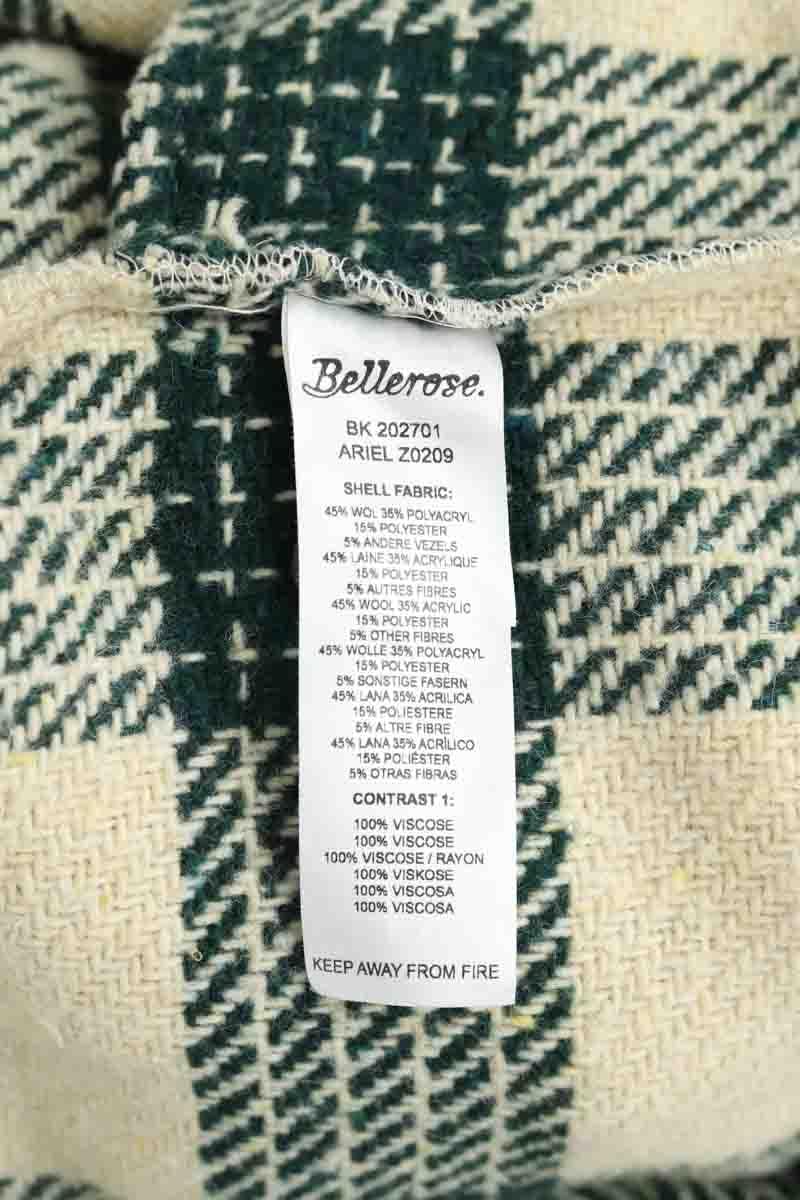 Bellerose.
BK 202701
ARIEL Z0209
SHELL FABRIC:
45% WOL 35% POLYACRYL
15% POLYESTER
5% ANDERE VEZELS
45% LAINE 35% ACRYLIQUE
15% POLYESTER
5% AUTRES FIBRES
45% WOOL 35% ACRYLIC
15% POLYESTER
5% OTHER FIBRES
45% WOLLE 35% POLYACRYL
15% POLYESTER
5% SONSTIGE FASERN
45% LANA 35% ACRILICA
15% POLIESTERE
5% ALTRE FIBRE
45% LANA 35% ACRÍLICO
15% POLIÉSTER
5% OTRAS FIBRAS
CONTRAST 1:
100% VISCOSE
100% VISCOSE
100% VISCOSE / RAYON
100% VISKOSE
100% VISCOSA
100% VISCOSA
KEEP AWAY FROM FIRE